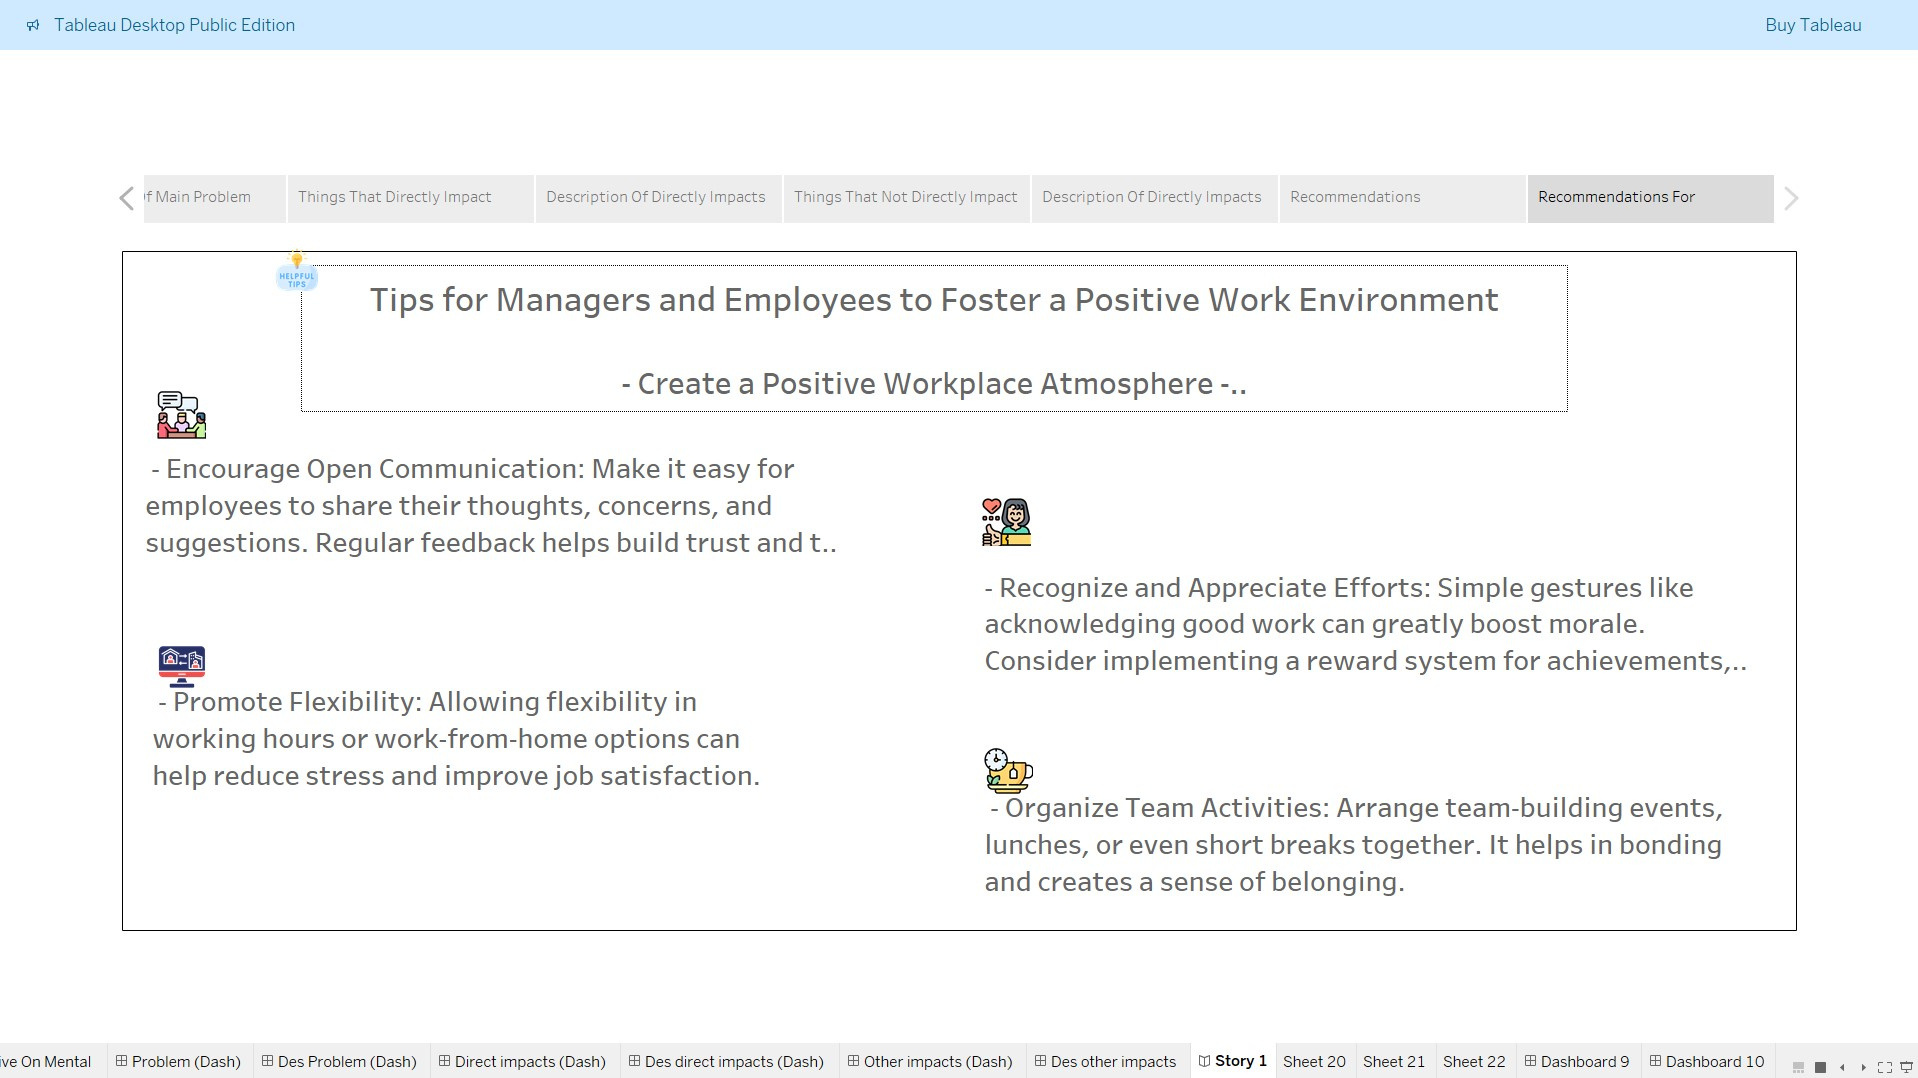 Tableau Desktop Public Edition
Buy Tableau
f Main Problem
Things That Directly Impact
Description Of Directly Impacts
Things That Not Directly Impact
Description Of Directly Impacts
Recommendations
Recommendations For
HELPFUL
TIPS
Tips for Managers and Employees to Foster a Positive Work Environment
- Create a Positive Workplace Atmosphere -..
- Encourage Open Communication: Make it easy for
employees to share their thoughts, concerns, and
suggestions. Regular feedback helps build trust and t..
- Promote Flexibility: Allowing flexibility in
working hours or work-from-home options can
help reduce stress and improve job satisfaction.
- Recognize and Appreciate Efforts: Simple gestures like
acknowledging good work can greatly boost morale.
Consider implementing a reward system for achievements,..
- Organize Team Activities: Arrange team-building events,
lunches, or even short breaks together. It helps in bonding
and creates a sense of belonging.
ive On Mental
Problem (Dash)
Des Problem (Dash)
Direct impacts (Dash)
Des direct impacts (Dash)
Other impacts (Dash)
Des other impacts
Story 1
Sheet 20
Sheet 21
Sheet 22
Dashboard 9
Dashboard 10